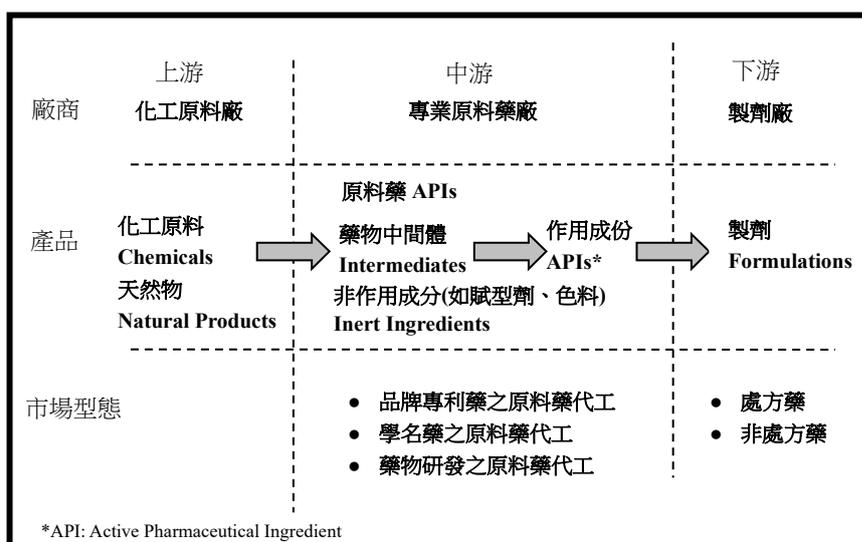 上游 中游 下游
廠商 化工原料廠 專業原料藥廠 製劑廠
原料藥 APIs
產品
化工原料
Chemicals
天然物
Natural Products
藥物中間體
Intermediates
非作用成分(如賦型劑、色料)
Inert Ingredients
作用成份
APIs*
製劑
Formulations
市場型態
● 品牌專利藥之原料藥代工
● 學名藥之原料藥代工
● 藥物研發之原料藥代工
● 處方藥
● 非處方藥
*API: Active Pharmaceutical Ingredient